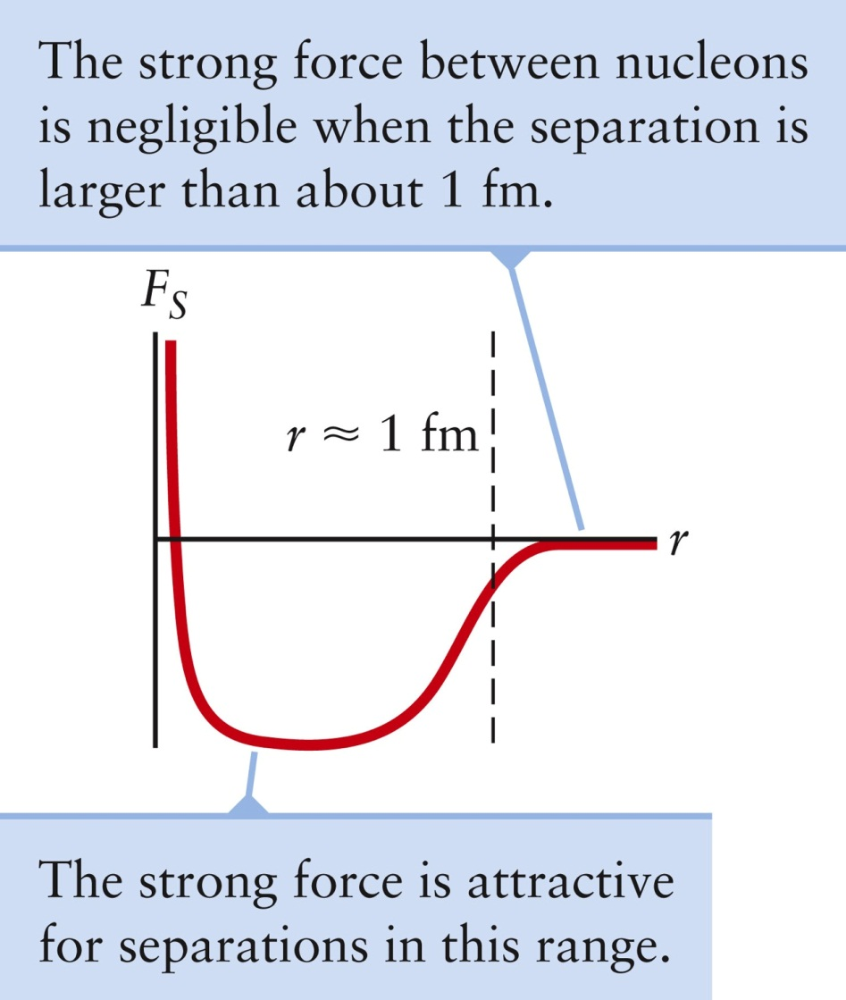 The strong force between nucleons
is negligible when the separation is
larger than about 1 fm.
F_S
r ≈ 1 fm
r
The strong force is attractive
for separations in this range.